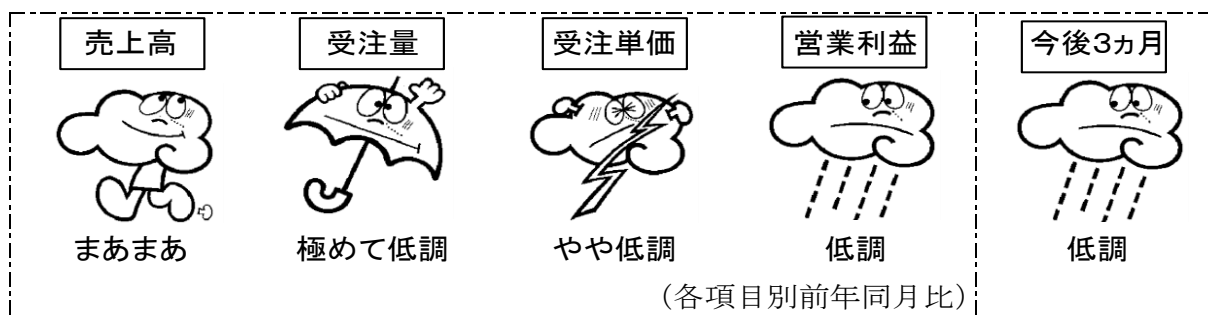 売上高 受注量 受注単価 営業利益 今後3ヵ月
まあまあ 極めて低調 やや低調 低調 低調
(各項目別前年同月比)